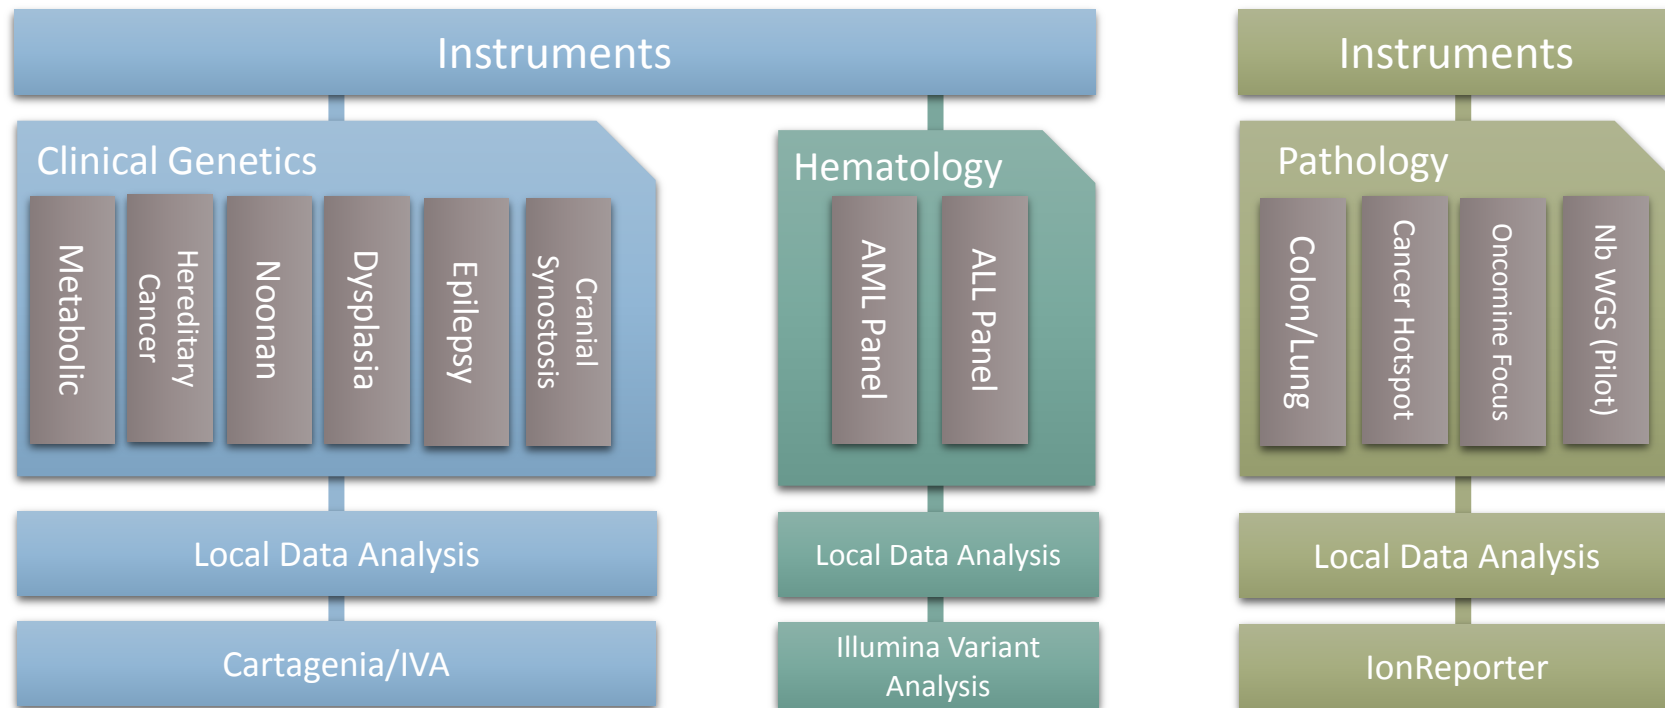 Instruments
Clinical Genetics
Metabolic
Hereditary
Cancer
Noonan
Dysplasia
Epilepsy
Cranial
Synostosis
Local Data Analysis
Cartagenia/IVA
Hematology
AML Panel
ALL Panel
Local Data Analysis
Illumina Variant
Analysis
Instruments
Pathology
Colon/Lung
Cancer Hotspot
Oncomine Focus
Nb WGS (Pilot)
Local Data Analysis
IonReporter